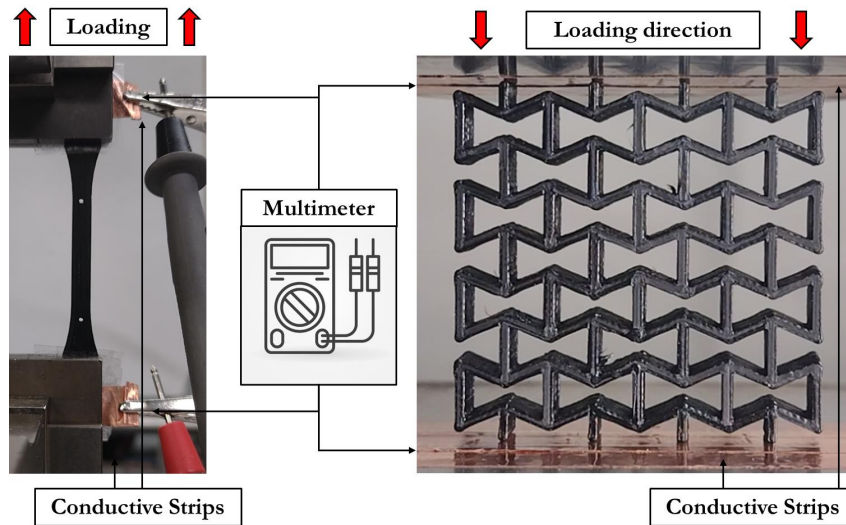 Loading
Loading direction
Multimeter
Conductive Strips
Conductive Strips